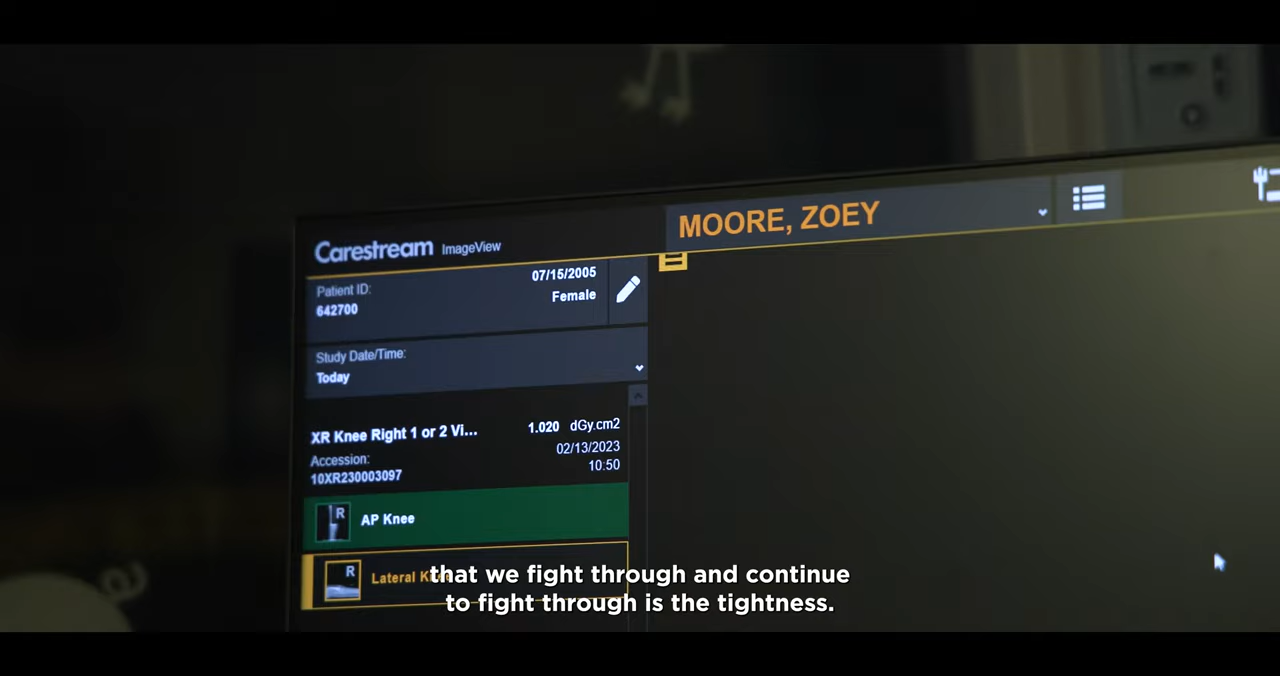 MOORE, ZOEY
Carestream ImageView
07/15/2005
Patient ID:
Female
642700
Study Date/Time:
Today
XR Knee Right 1 or 2 Vi... 1.020 dGy.cm2
02/13/2023
Accession:
10:50
10XR230003097
R AP Knee
R Lateral
that we fight through and continue
to fight through is the tightness.